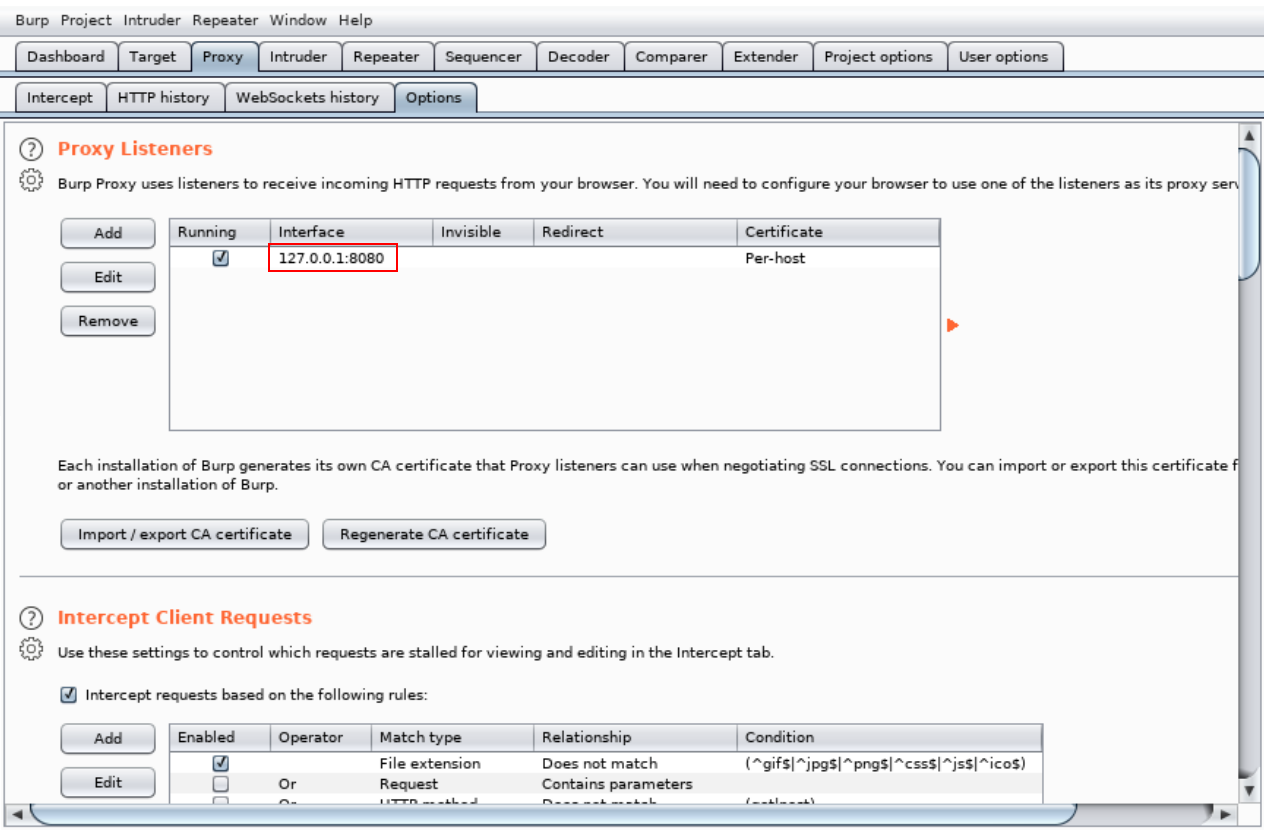 Burp Project Intruder Repeater Window Help
Dashboard Target Proxy Intruder Repeater Sequencer Decoder Comparer Extender Project options User options
Intercept HTTP history WebSockets history Options
Proxy Listeners
Burp Proxy uses listeners to receive incoming HTTP requests from your browser. You will need to configure your browser to use one of the listeners as its proxy serv
Add
Edit
Remove
Running Interface Invisible Redirect Certificate
127.0.0.1:8080 Per-host
Each installation of Burp generates its own CA certificate that Proxy listeners can use when negotiating SSL connections. You can import or export this certificate f
or another installation of Burp.
Import / export CA certificate Regenerate CA certificate
Intercept Client Requests
Use these settings to control which requests are stalled for viewing and editing in the Intercept tab.
Intercept requests based on the following rules:
Add
Edit
Enabled Operator Match type Relationship Condition
File extension Does not match (^gif$|^jpg$|^png$|^css$|^js$|^ico$)
Or Request Contains parameters
Or HTTP method Does not match (get|post)